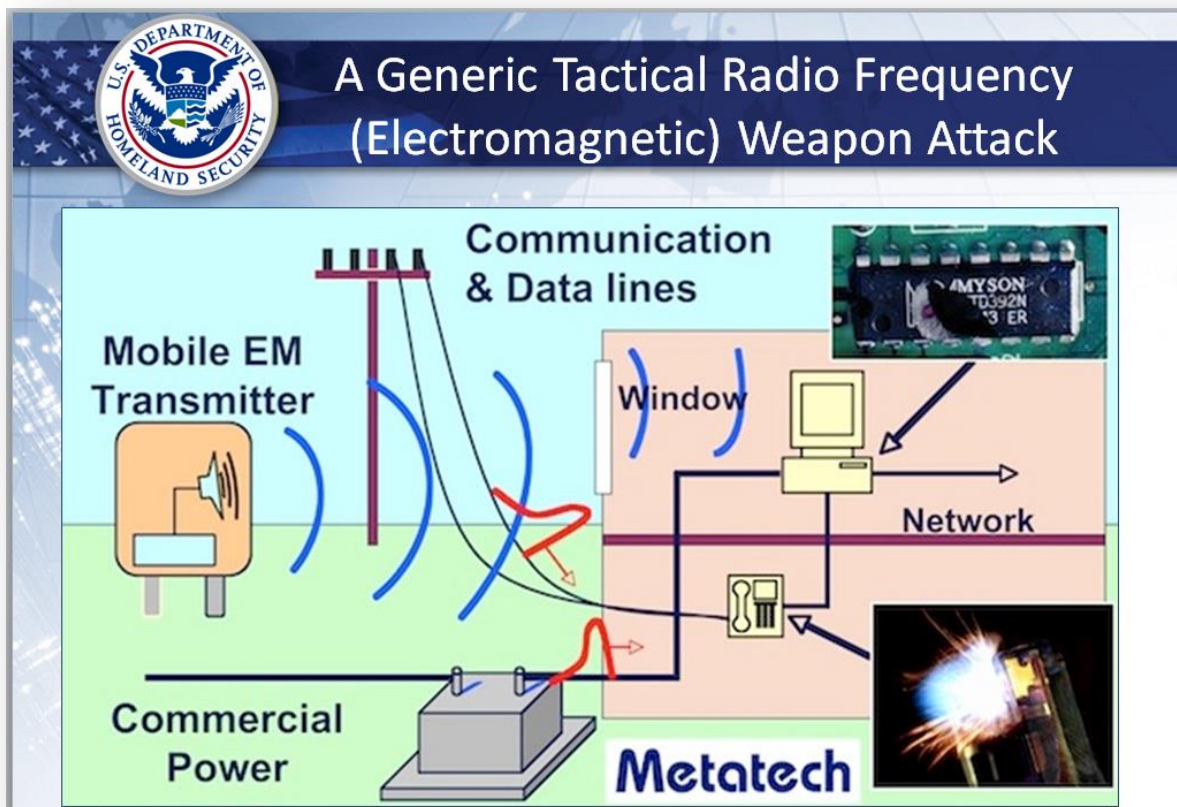 U.S. DEPARTMENT OF
HOMELAND SECURITY
A Generic Tactical Radio Frequency
(Electromagnetic) Weapon Attack
Communication
& Data lines
MYSON
TD392N
ER
Mobile EM
Transmitter
Window
Network
Commercial
Power
Metatech